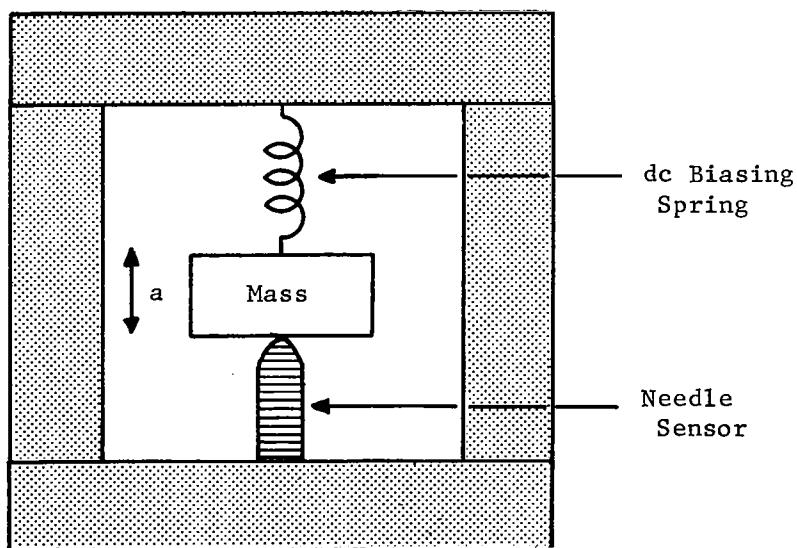 dc Biasing
Spring
a
Mass
Needle
Sensor